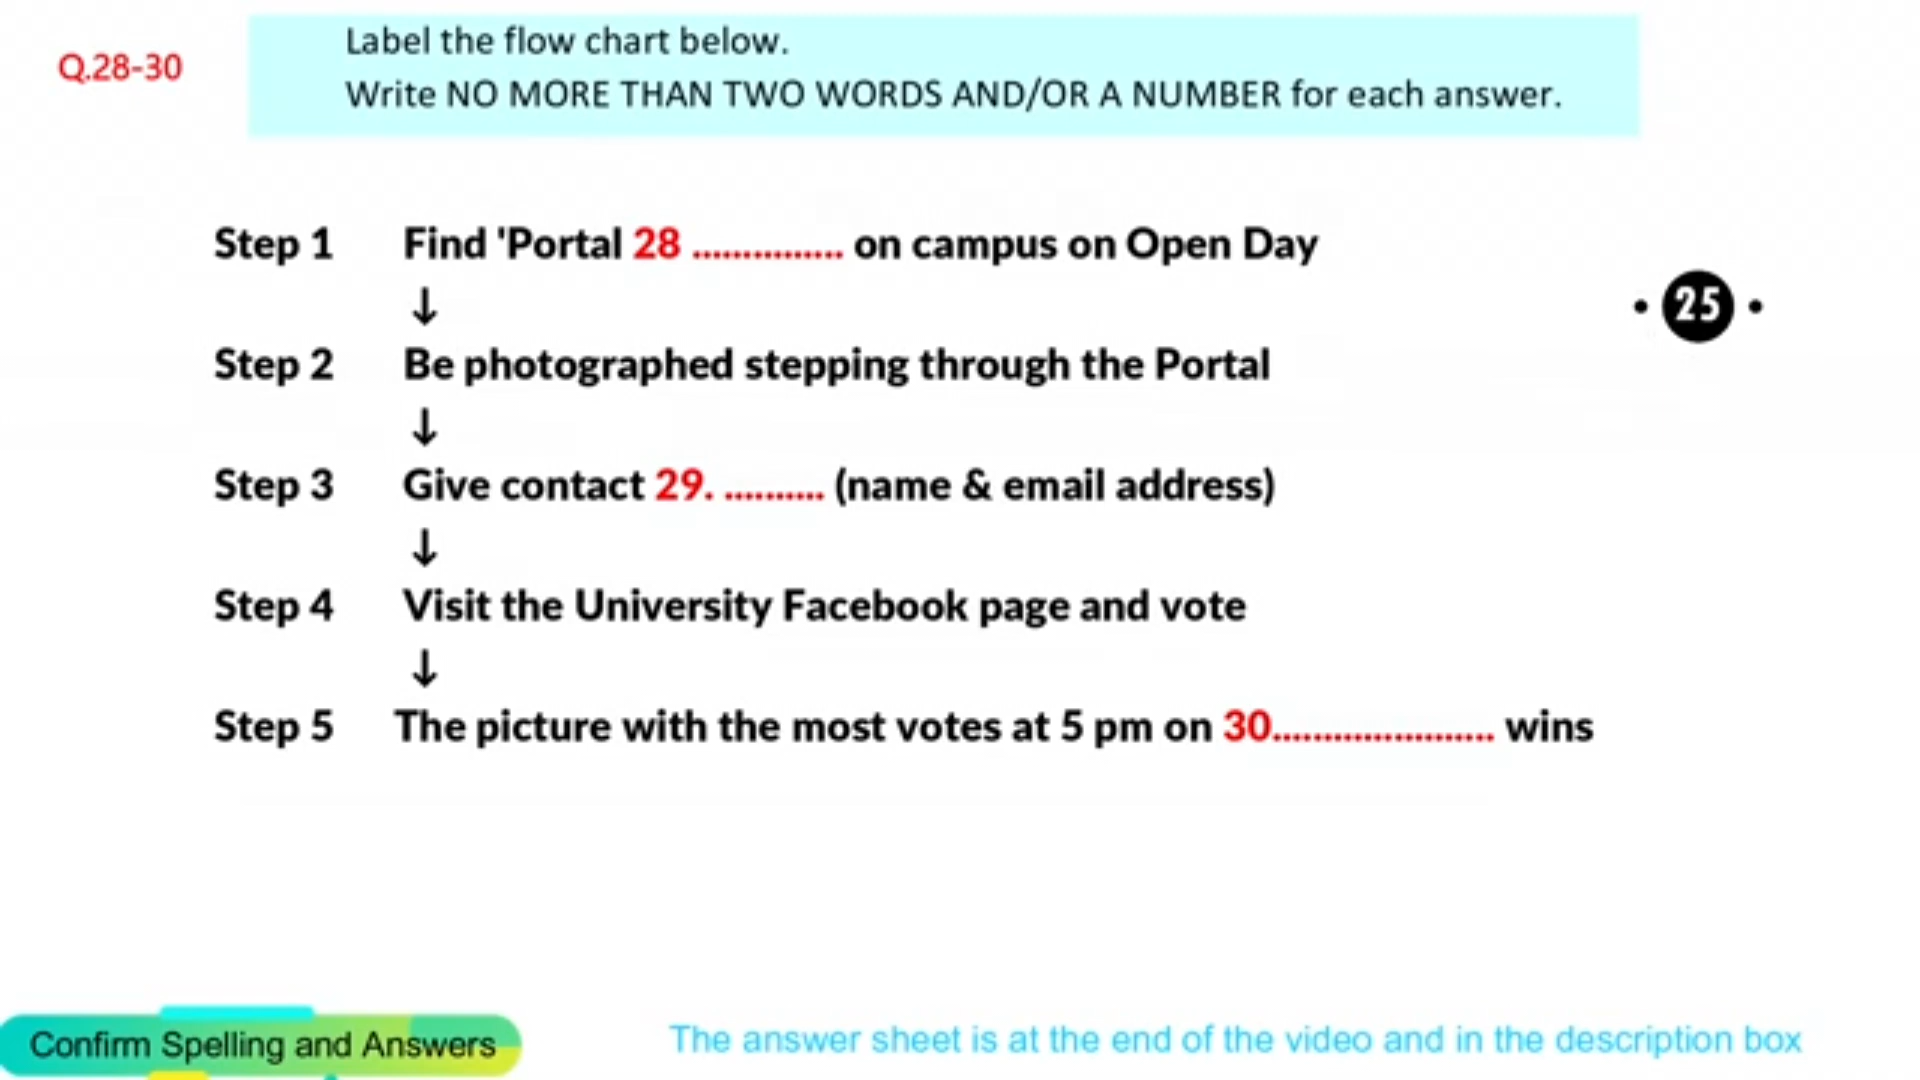 Q.28-30
Label the flow chart below.
Write NO MORE THAN TWO WORDS AND/OR A NUMBER for each answer.
Step 1 Find 'Portal 28 ............... on campus on Open Day
↓
25
Step 2 Be photographed stepping through the Portal
↓
Step 3 Give contact 29. .......... (name & email address)
↓
Step 4 Visit the University Facebook page and vote
↓
Step 5 The picture with the most votes at 5 pm on 30...................... wins
Confirm Spelling and Answers
The answer sheet is at the end of the video and in the description box